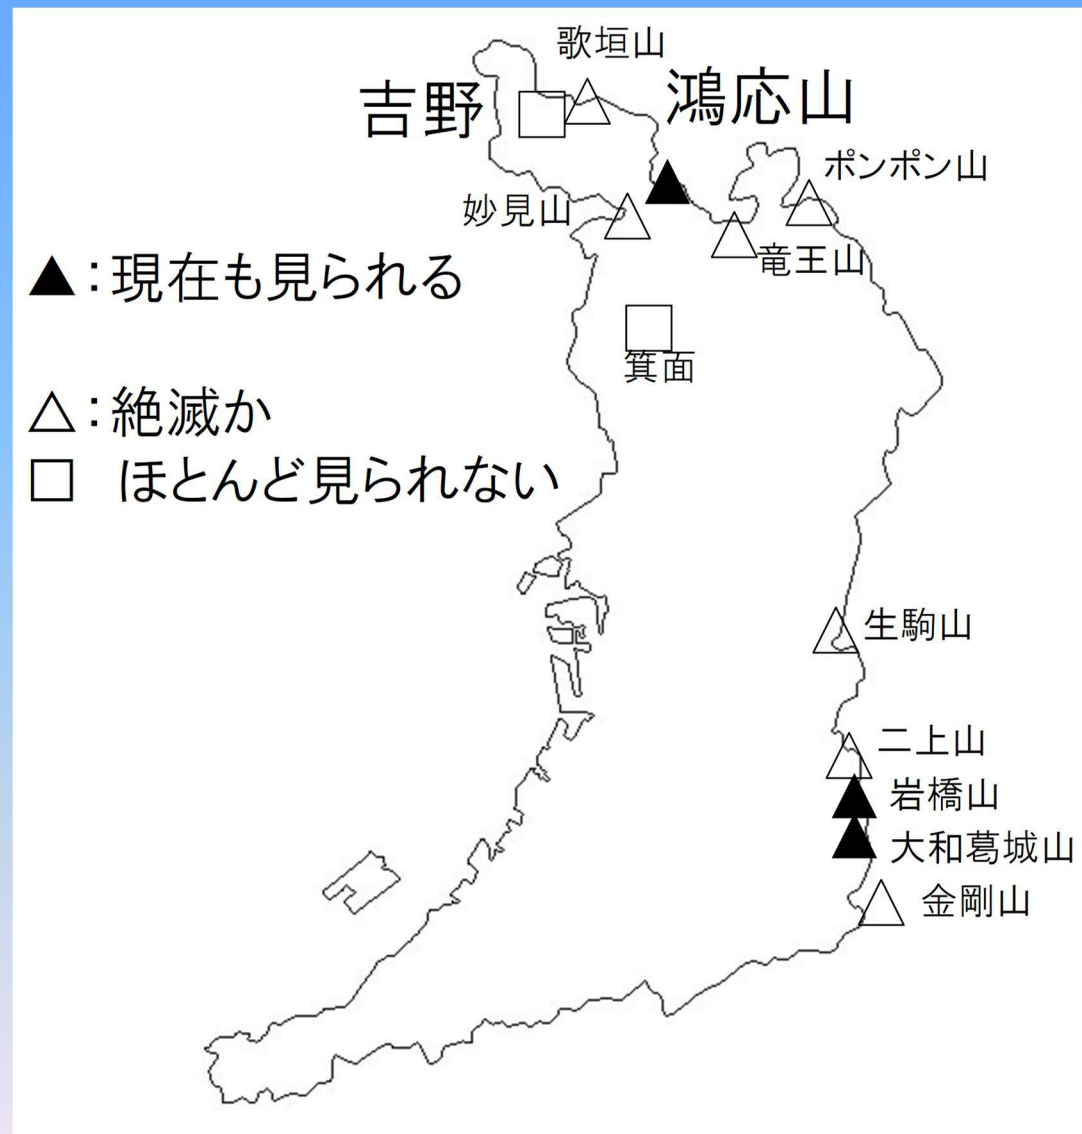 歌垣山
吉野
鴻応山
ポンポン山
妙見山
竜王山
▲:現在も見られる
箕面
△:絶滅か
□ ほとんど見られない
生駒山
二上山
岩橋山
大和葛城山
金剛山